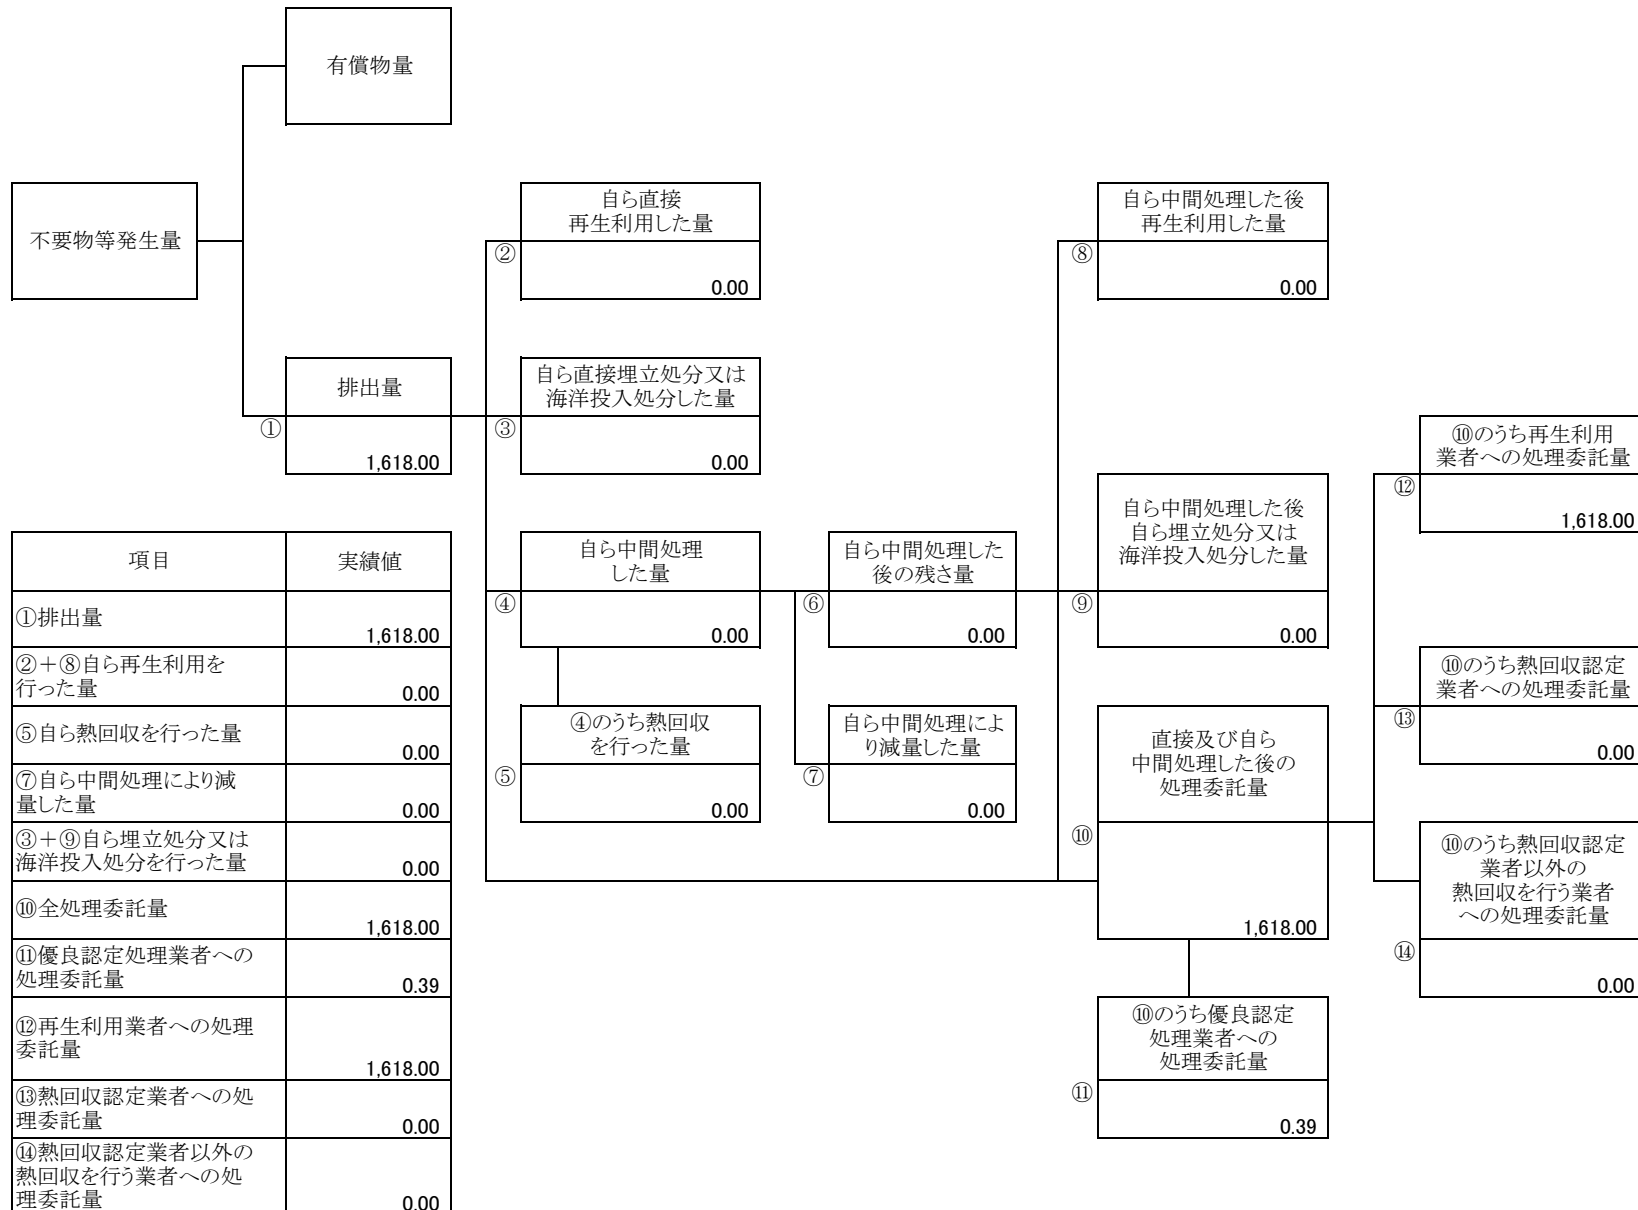 有償物量
不要物等発生量
自ら直接
再生利用した量
②
0.00
自ら中間処理した後
再生利用した量
⑧
0.00
排出量
①
1,618.00
自ら直接埋立処分又は
海洋投入処分した量
③
0.00
⑩のうち再生利用
業者への処理委託量
⑫
1,618.00
自ら中間処理した後
自ら埋立処分又は
海洋投入処分した量
⑨
0.00
自ら中間処理
した量
④
0.00
自ら中間処理した
後の残さ量
⑥
0.00
⑩のうち熱回収認定
業者への処理委託量
⑬
0.00
④のうち熱回収
を行った量
⑤
0.00
自ら中間処理によ
り減量した量
⑦
0.00
直接及び自ら
中間処理した後の
処理委託量
⑩
1,618.00
⑩のうち熱回収認定
業者以外の
熱回収を行う業者
への処理委託量
⑭
0.00
⑩のうち優良認定
処理業者への
処理委託量
⑪
0.39
項目 実績値
①排出量
1,618.00
②+⑧自ら再生利用を
行った量 0.00
⑤自ら熱回収を行った量
0.00
⑦自ら中間処理により減
量した量 0.00
③+⑨自ら埋立処分又は
海洋投入処分を行った量 0.00
⑩全処理委託量
1,618.00
⑪優良認定処理業者への
処理委託量 0.39
⑫再生利用業者への処理
委託量
1,618.00
⑬熱回収認定業者への処
理委託量 0.00
⑭熱回収認定業者以外の
熱回収を行う業者への処
理委託量 0.00